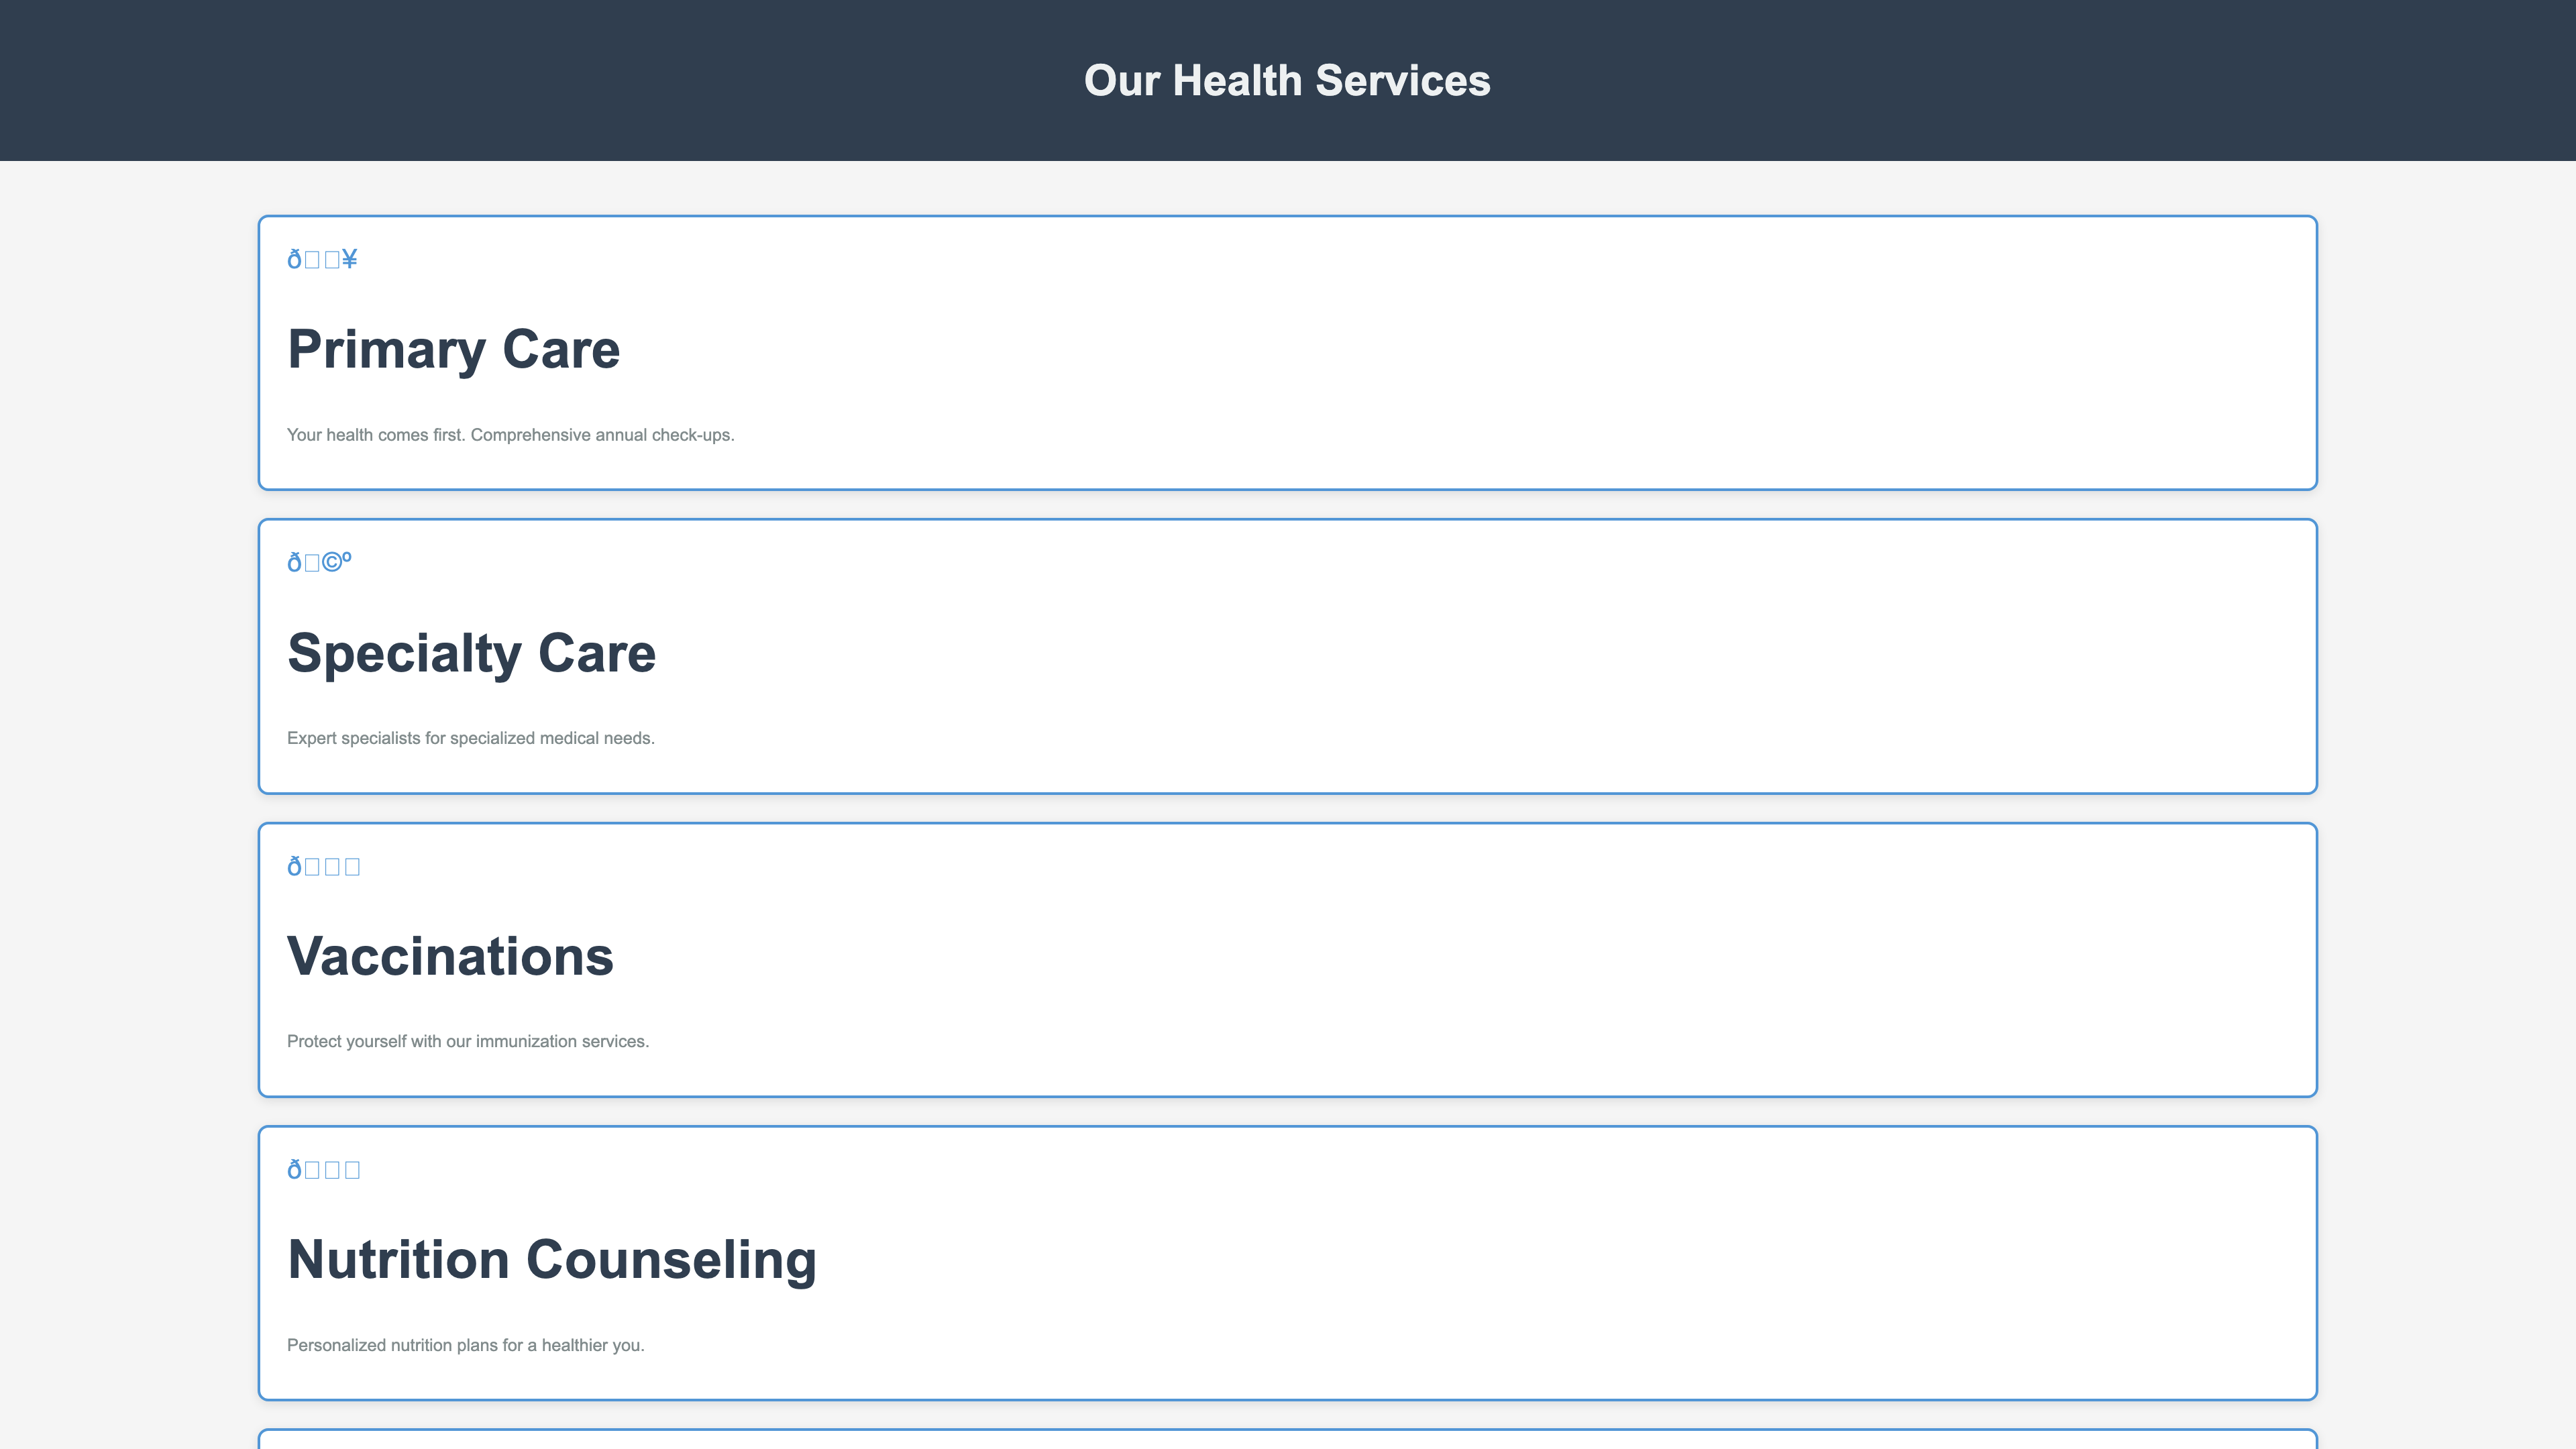 Our Health Services
ð□□¥
Primary Care
Your health comes first. Comprehensive annual check-ups.
ð□©º
Specialty Care
Expert specialists for specialized medical needs.
ð□□□
Vaccinations
Protect yourself with our immunization services.
ð□□□
Nutrition Counseling
Personalized nutrition plans for a healthier you.